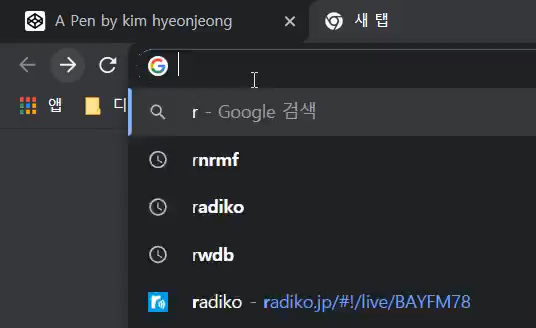 A Pen by kim hyeonjeong
새 탭
앱
디
r - Google 검색
rnrmf
radiko
rwdb
radiko - radiko.jp/#!/live/BAYFM78